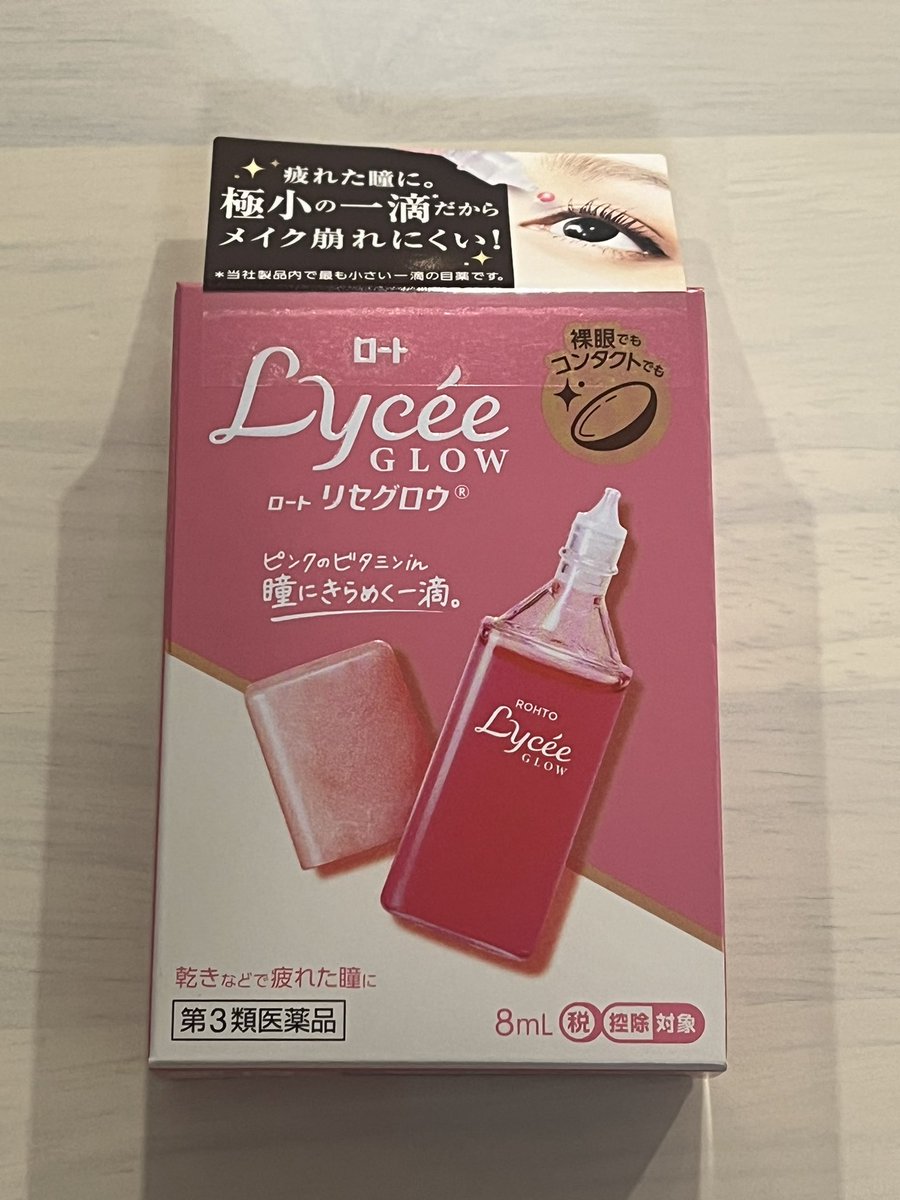 疲れた瞳に。
極小の一滴*だから
メイク崩れにくい!
*当社製品内で最も小さい一滴の目薬です。
裸眼でも
コンタクトでも
ロート
Lycée
GLOW
ロート リセグロウ®
ピンクのビタミンin
瞳にきらめく一滴。
ROHTO
Lycée
GLOW
乾きなどで疲れた瞳に
第3類医薬品
8mL 税 控除対象